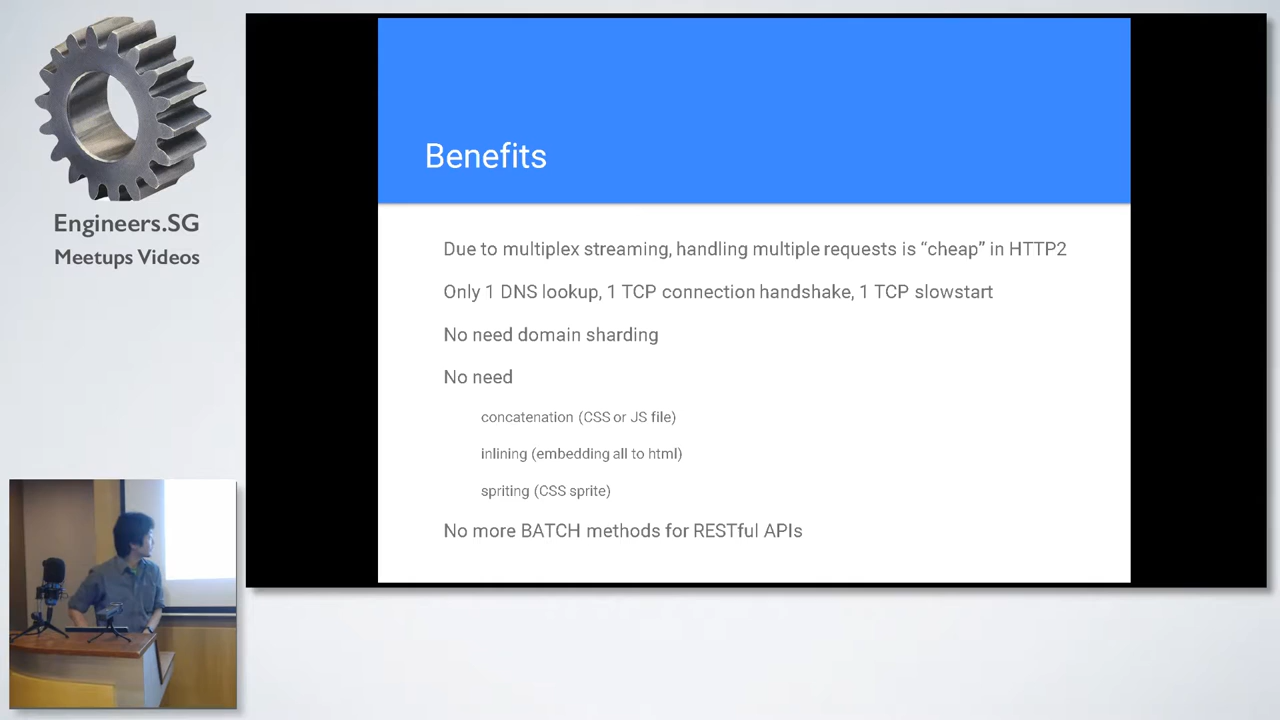 Engineers.SG
Meetups Videos
Benefits
Due to multiplex streaming, handling multiple requests is “cheap” in HTTP2
Only 1 DNS lookup, 1 TCP connection handshake, 1 TCP slowstart
No need domain sharding
No need
concatenation (CSS or JS file)
inlining (embedding all to html)
spriting (CSS sprite)
No more BATCH methods for RESTful APIs